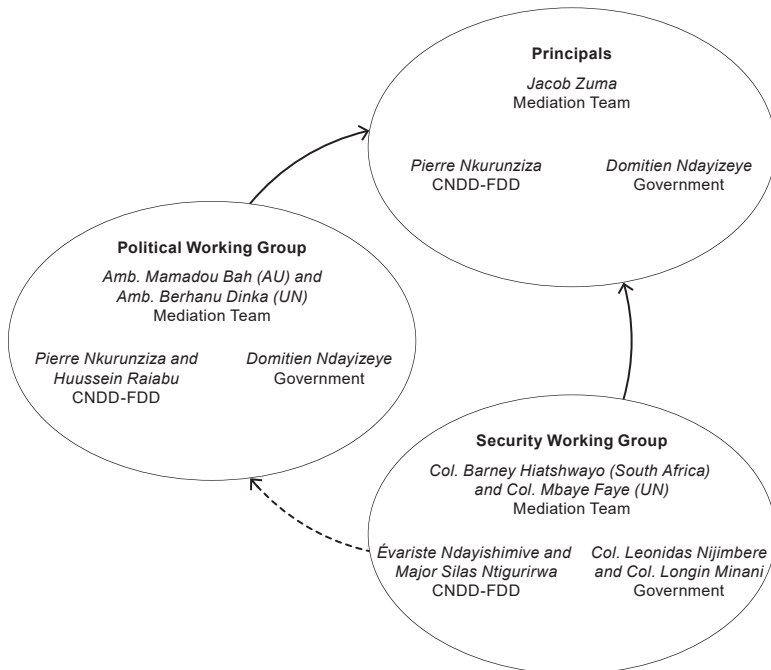 Principals
Jacob Zuma
Mediation Team
Pierre Nkurunziza
CNDD-FDD
Domitien Ndayizeye
Government
Political Working Group
Amb. Mamadou Bah (AU) and
Amb. Berhanu Dinka (UN)
Mediation Team
Pierre Nkurunziza and
Huussein Raiabu
CNDD-FDD
Domitien Ndayizeye
Government
Security Working Group
Col. Barney Hiatshwayo (South Africa)
and Col. Mbaye Faye (UN)
Mediation Team
Évariste Ndayishimive and
Major Silas Ntigurirwa
CNDD-FDD
Col. Leonidas Nijimbere
and Col. Longin Minani
Government